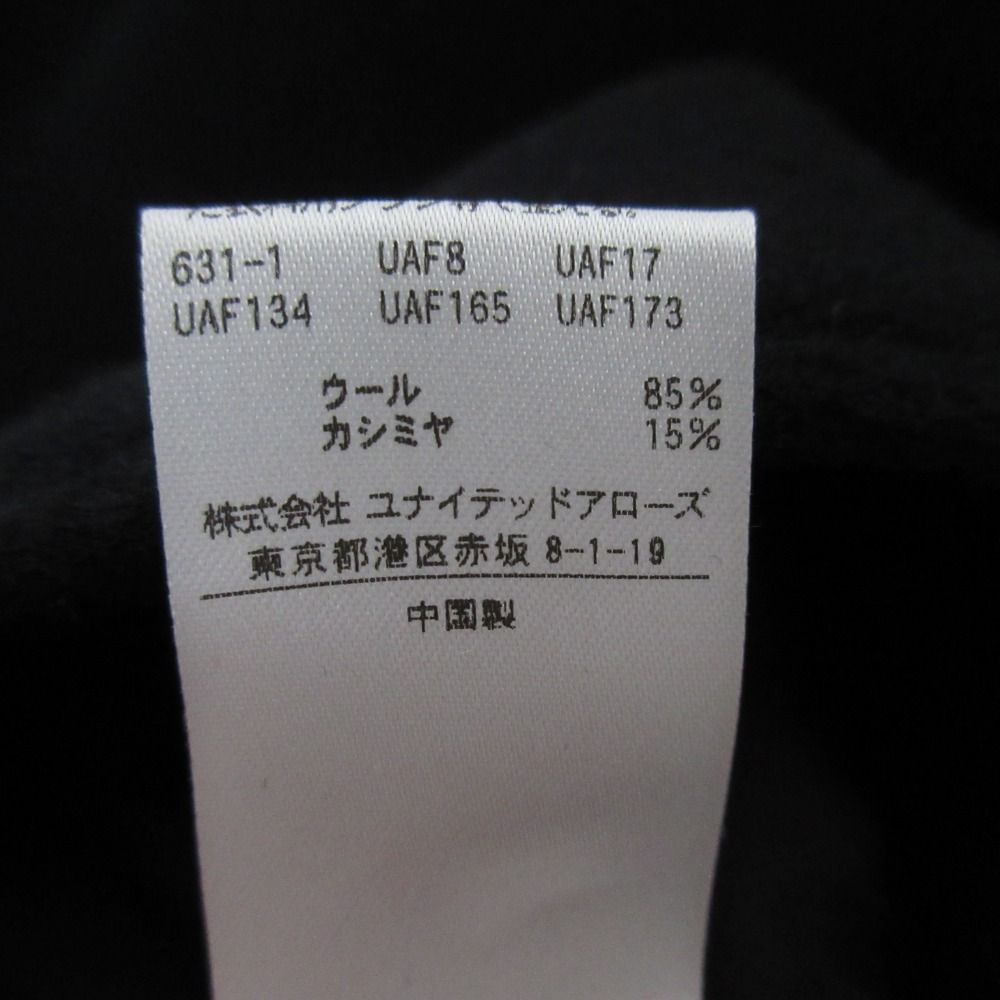 631-1 UAF8 UAF17
UAF134 UAF165 UAF173
ウール 85%
カシミヤ 15%
株式会社 ユナイテッドアローズ
東京都港区赤坂 8-1-19
中国製